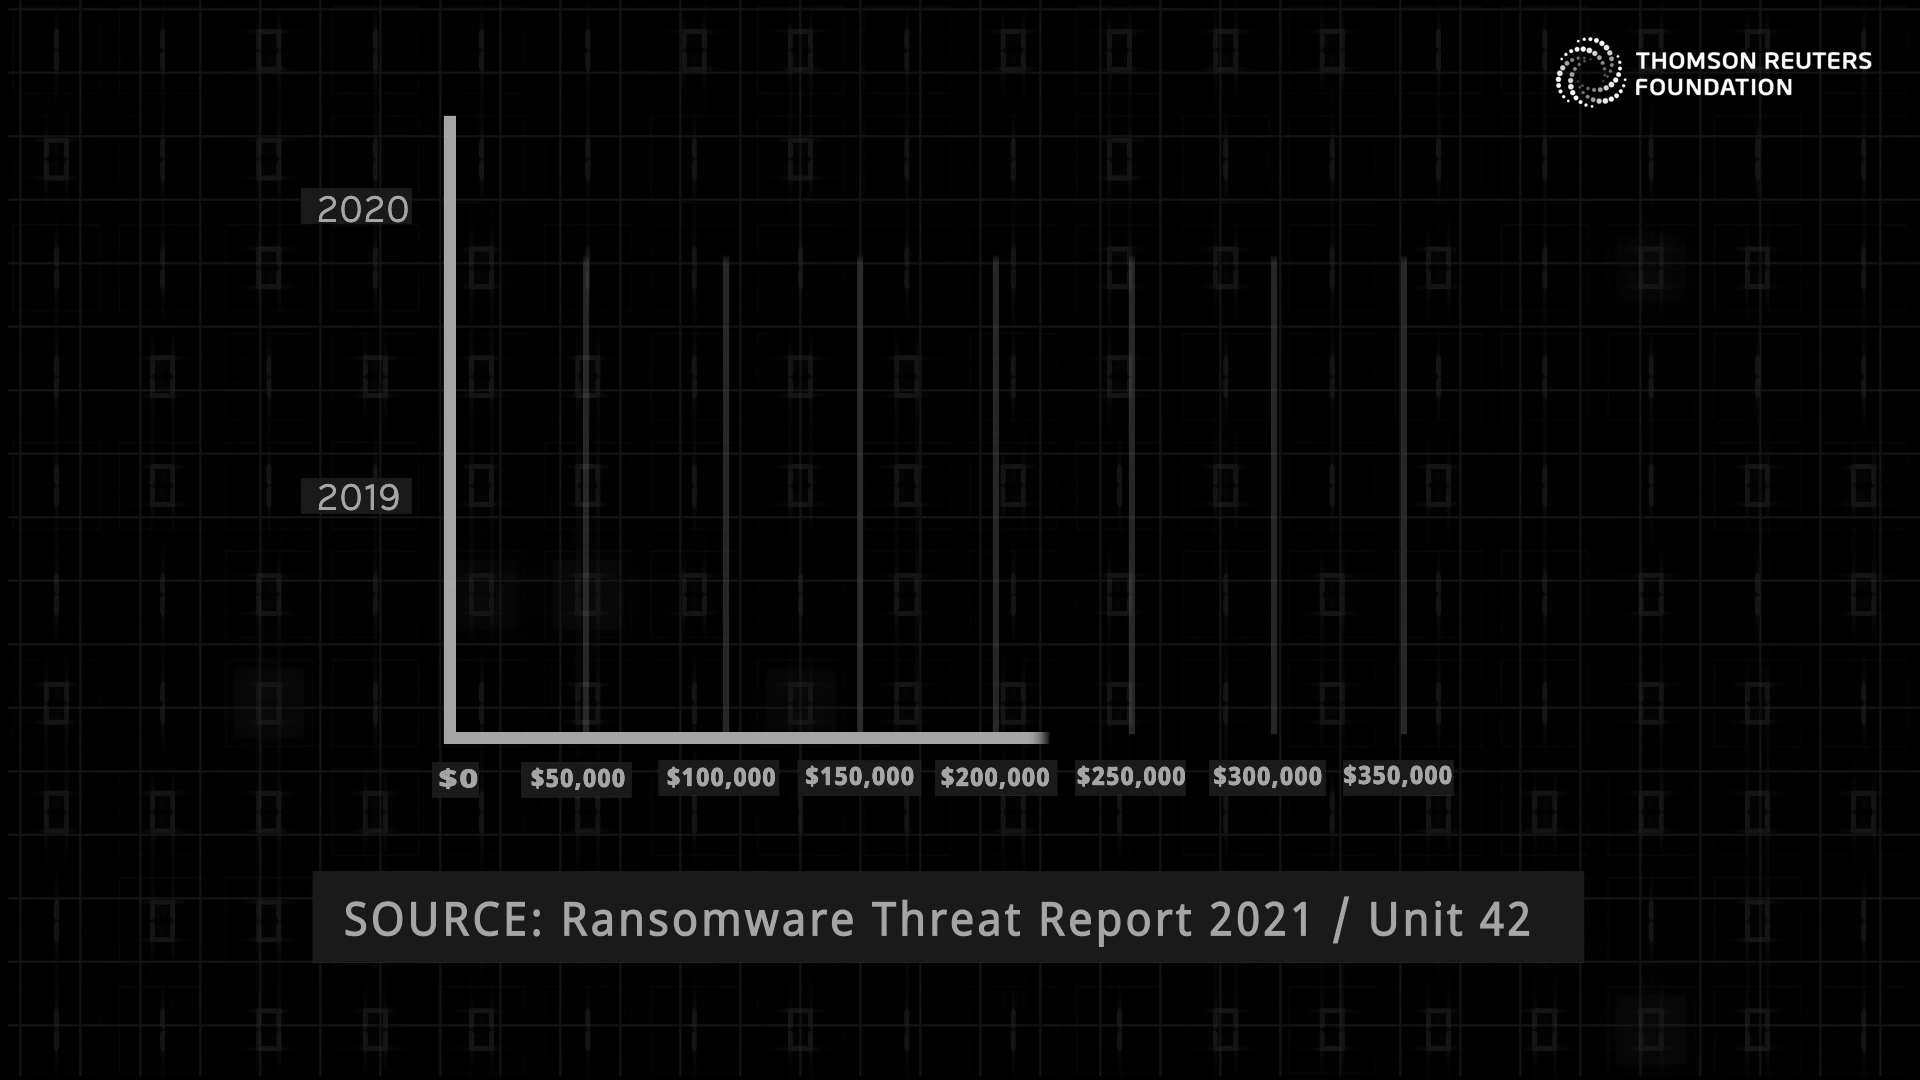 THOMSON REUTERS
FOUNDATION
2020
2019
$0 $50,000 $100,000 $150,000 $200,000 $250,000 $300,000 $350,000
SOURCE: Ransomware Threat Report 2021 / Unit 42